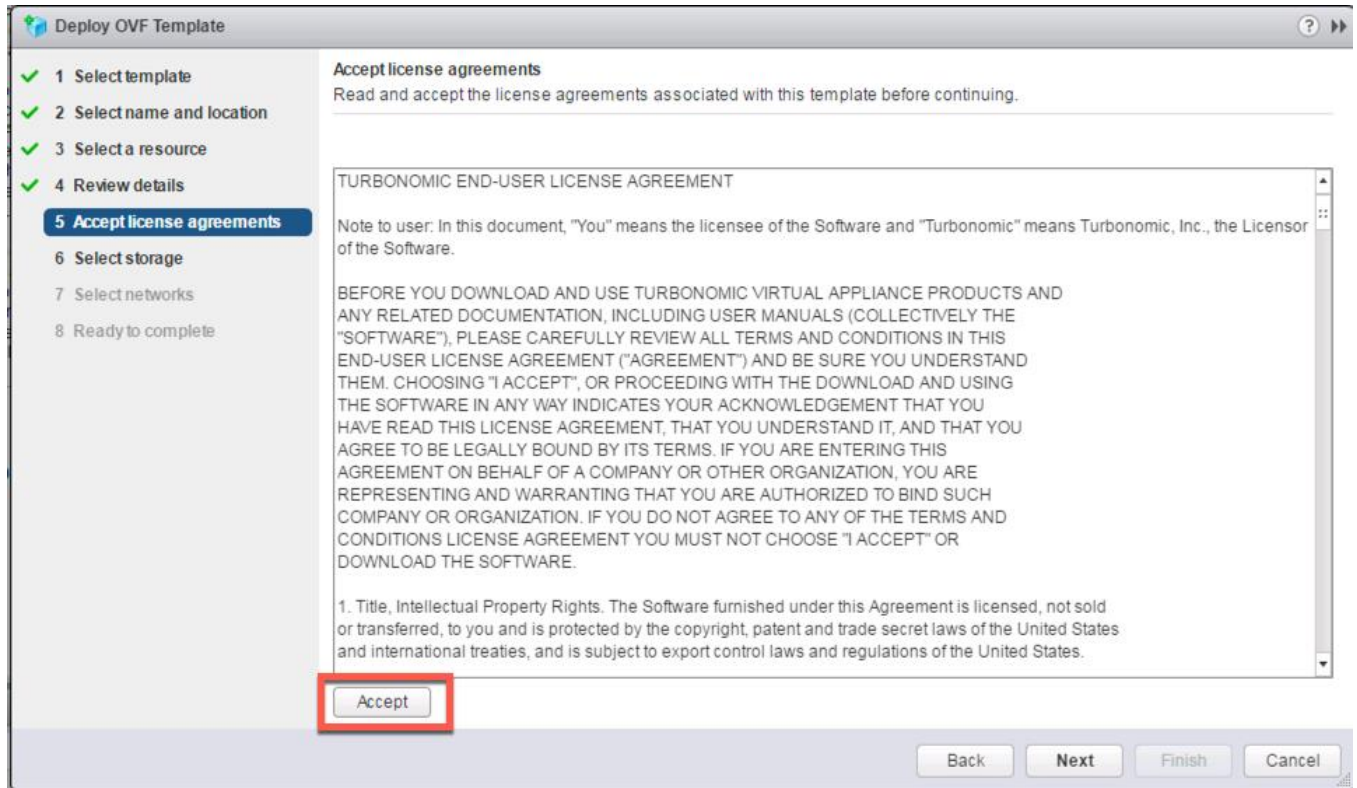 Deploy OVF Template
?
1 Select template
2 Select name and location
3 Select a resource
4 Review details
5 Accept license agreements
6 Select storage
7 Select networks
8 Ready to complete
Accept license agreements
Read and accept the license agreements associated with this template before continuing.
TURBONOMIC END-USER LICENSE AGREEMENT
Note to user: In this document, "You" means the licensee of the Software and "Turbonomic" means Turbonomic, Inc., the Licensor
of the Software.
BEFORE YOU DOWNLOAD AND USE TURBONOMIC VIRTUAL APPLIANCE PRODUCTS AND
ANY RELATED DOCUMENTATION, INCLUDING USER MANUALS (COLLECTIVELY THE
"SOFTWARE"), PLEASE CAREFULLY REVIEW ALL TERMS AND CONDITIONS IN THIS
END-USER LICENSE AGREEMENT ("AGREEMENT") AND BE SURE YOU UNDERSTAND
THEM. CHOOSING "I ACCEPT", OR PROCEEDING WITH THE DOWNLOAD AND USING
THE SOFTWARE IN ANY WAY INDICATES YOUR ACKNOWLEDGEMENT THAT YOU
HAVE READ THIS LICENSE AGREEMENT, THAT YOU UNDERSTAND IT, AND THAT YOU
AGREE TO BE LEGALLY BOUND BY ITS TERMS. IF YOU ARE ENTERING THIS
AGREEMENT ON BEHALF OF A COMPANY OR OTHER ORGANIZATION, YOU ARE
REPRESENTING AND WARRANTING THAT YOU ARE AUTHORIZED TO BIND SUCH
COMPANY OR ORGANIZATION. IF YOU DO NOT AGREE TO ANY OF THE TERMS AND
CONDITIONS LICENSE AGREEMENT YOU MUST NOT CHOOSE "I ACCEPT" OR
DOWNLOAD THE SOFTWARE.
1. Title, Intellectual Property Rights. The Software furnished under this Agreement is licensed, not sold
or transferred, to you and is protected by the copyright, patent and trade secret laws of the United States
and international treaties, and is subject to export control laws and regulations of the United States.
Accept
Back
Next
Finish
Cancel